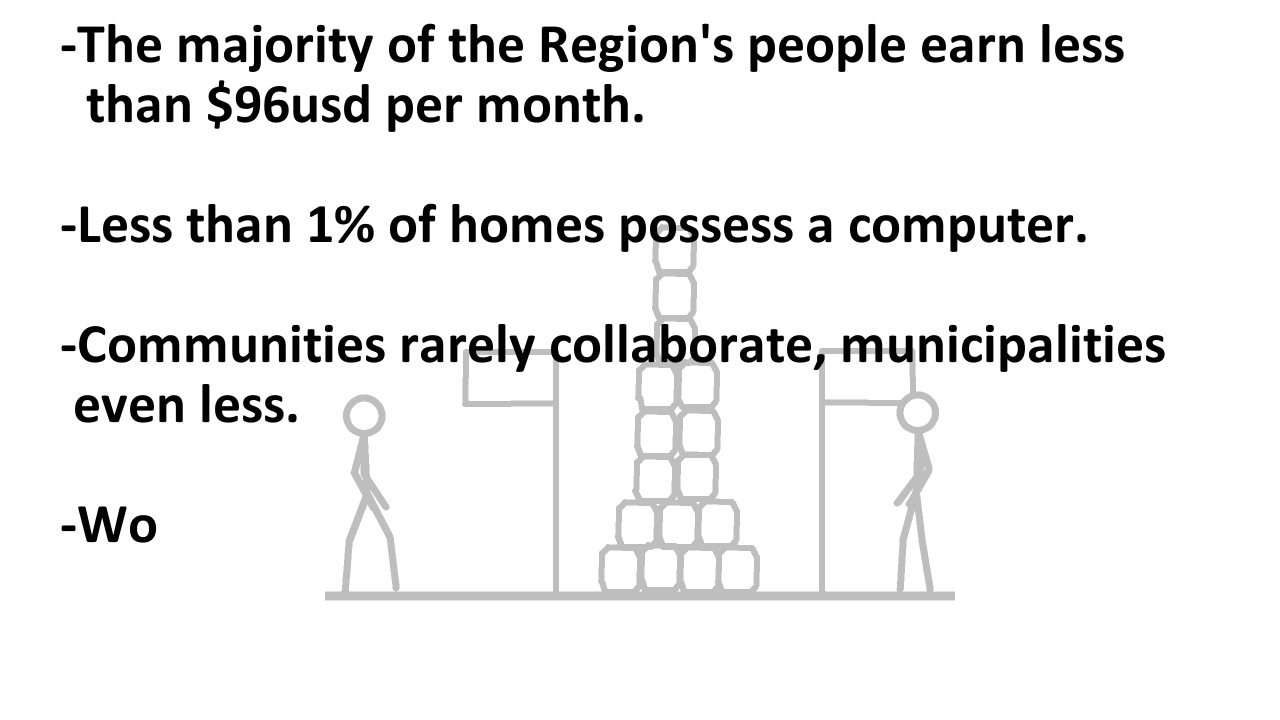 -The majority of the Region's people earn less
than $96usd per month.
-Less than 1% of homes possess a computer.
-Communities rarely collaborate, municipalities
even less.
-Wo